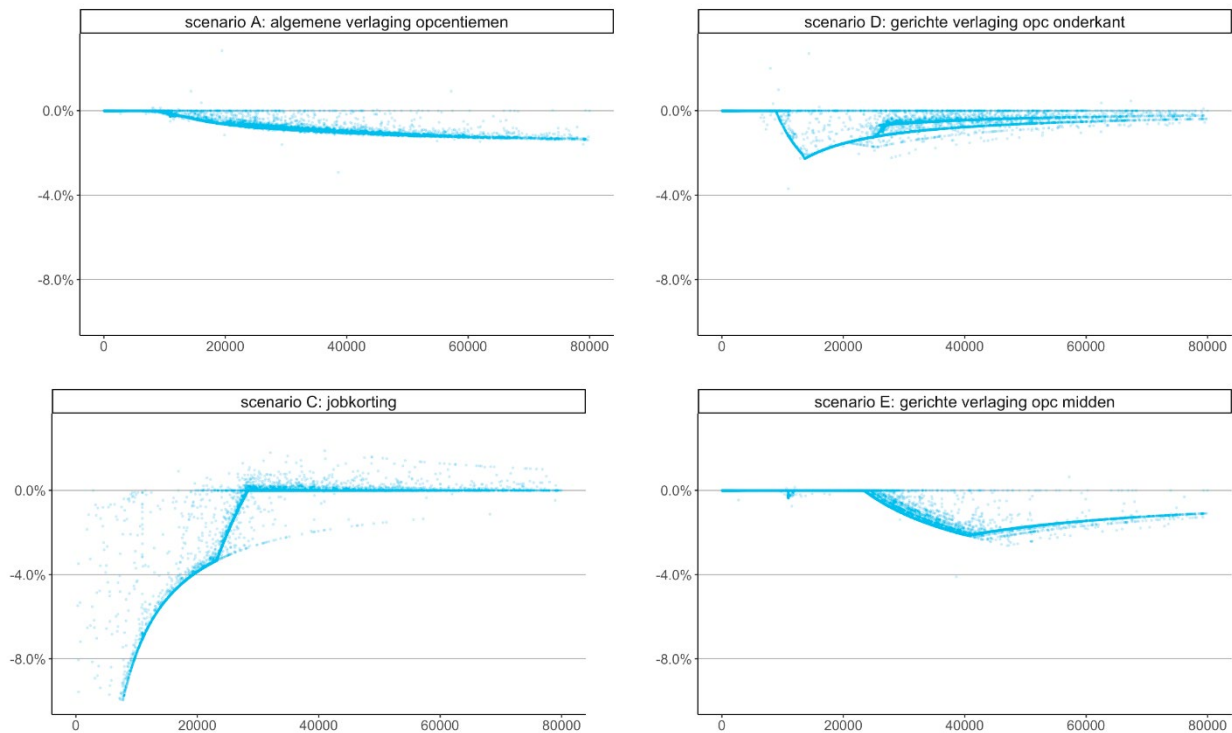 scenario A: algemene verlaging opcentiemen
0.0%
-4.0%
-8.0%
0 20000 40000 60000 80000
scenario D: gerichte verlaging opc onderkant
0.0%
-4.0%
-8.0%
0 20000 40000 60000 80000
scenario C: jobkorting
0.0%
-4.0%
-8.0%
0 20000 40000 60000 80000
scenario E: gerichte verlaging opc midden
0.0%
-4.0%
-8.0%
0 20000 40000 60000 80000